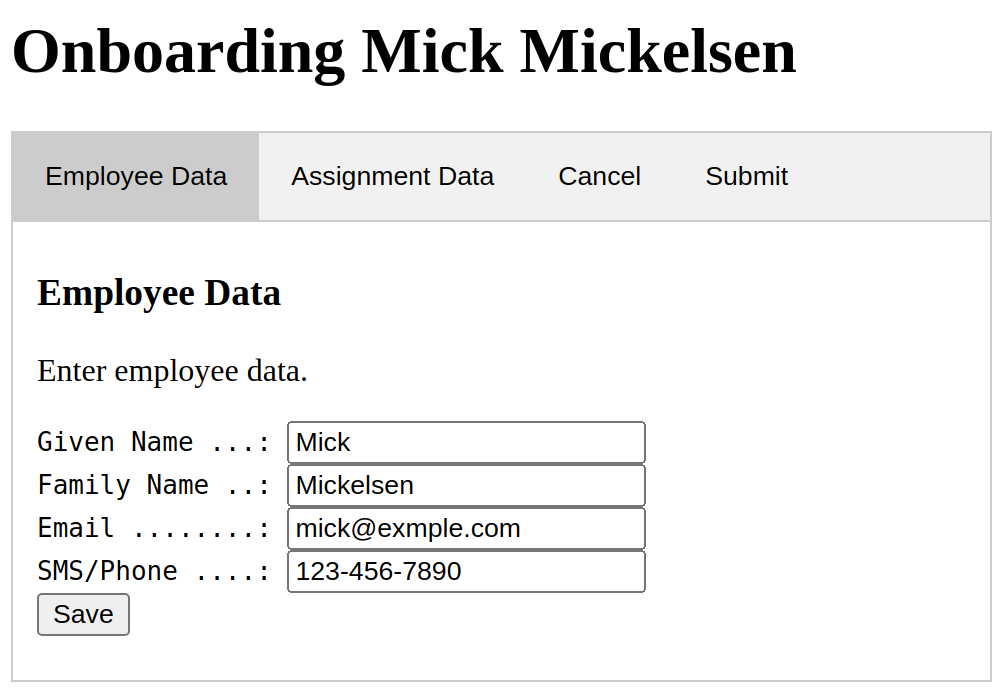 Onboarding Mick Mickelsen
Employee Data Assignment Data Cancel Submit
Employee Data
Enter employee data.
Given Name ...: Mick
Family Name ..: Mickelsen
Email ........: mick@exmple.com
SMS/Phone ....: 123-456-7890
Save